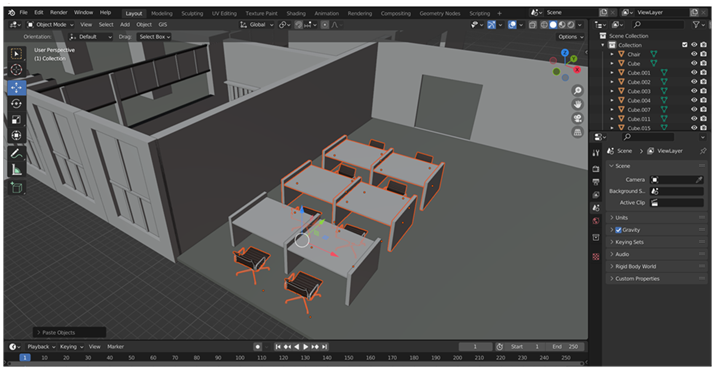 File Edit Render Window Help Layout Modeling Sculpting UV Editing Texture Paint Shading Animation Rendering Compositing Geometry Nodes Scripting + Scene ViewLayer
Object Mode View Select Add Object GIS Global
Orientation: Default Drag: Select Box Options
User Perspective
(1) Collection
Z
Y
X
Scene Collection
Collection
Chair
Cube
Cube.001
Cube.002
Cube.003
Cube.004
Cube.007
Cube.011
Cube.015
Scene ViewLayer
Scene
Camera
Background S...
Active Clip
Units
Gravity
Keying Sets
Audio
Rigid Body World
Custom Properties
Paste Objects
Playback Keying View Marker 1 Start 1 End 250
1 10 20 30 40 50 60 70 80 90 100 110 120 130 140 150 160 170 180 190 200 210 220 230 240 250